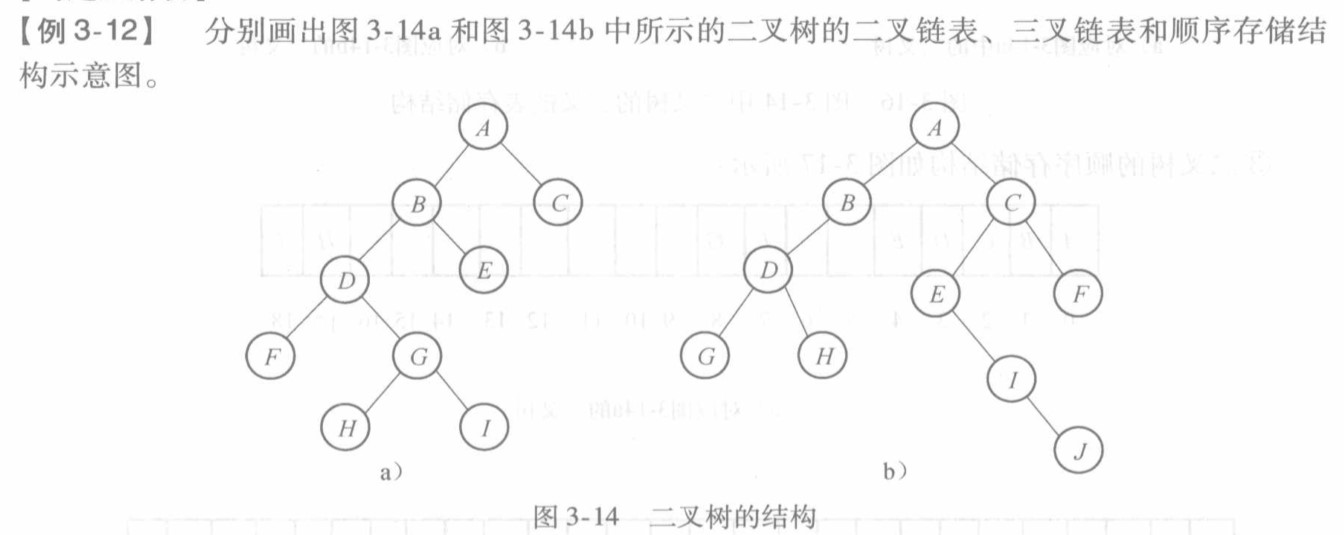 【例 3-12】 分别画出图 3-14a 和图 3-14b 中所示的二叉树的二叉链表、三叉链表和顺序存储结
构示意图。
A
B C
D E
F G
H I
a)
A
B C
D E F
G H
I
J
b)
图 3-14 二叉树的结构